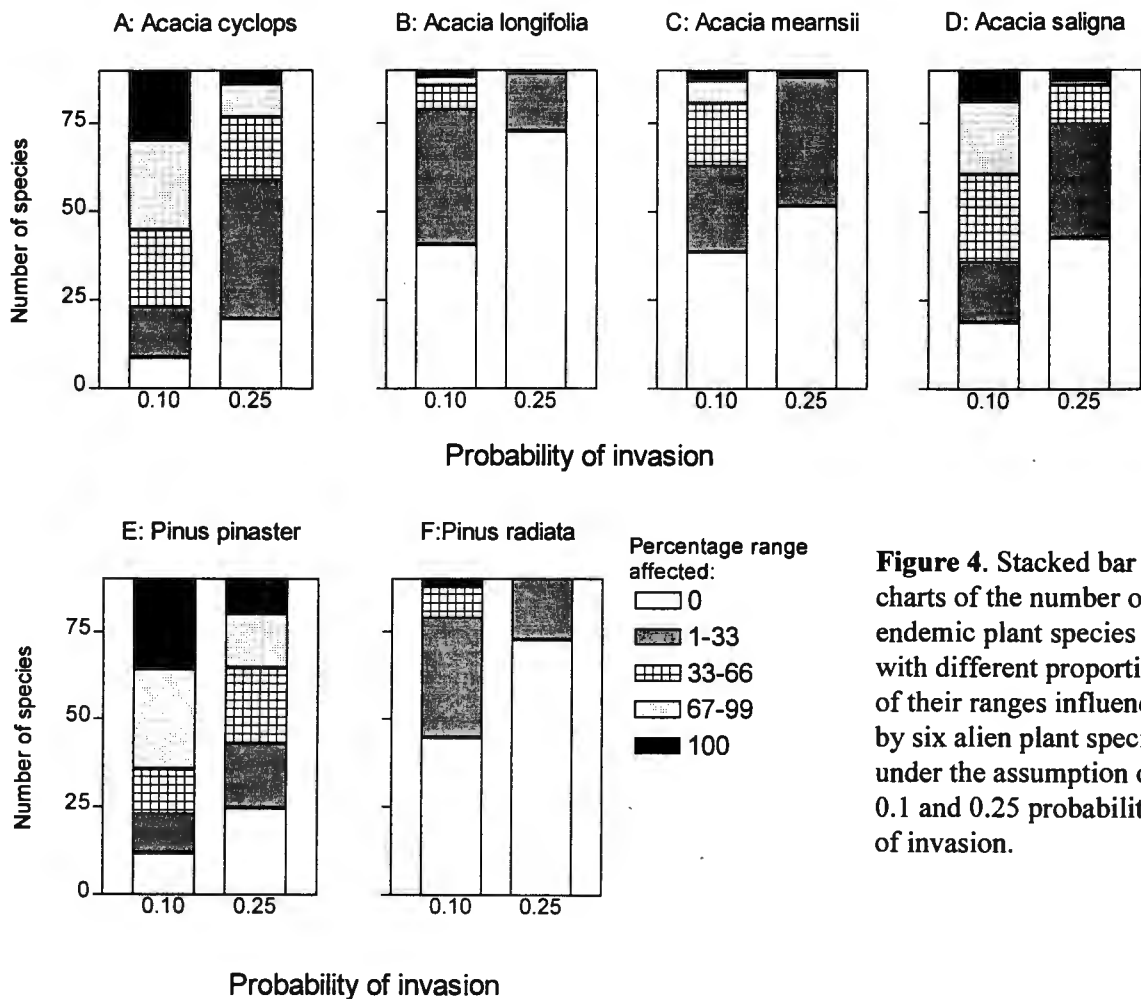 A: Acacia cyclops
B: Acacia longifolia
C: Acacia mearnsii
D: Acacia saligna
Number of species
75
50
25
0
0.10
0.25
0.10
0.25
0.10
0.25
0.10
0.25
Probability of invasion
E: Pinus pinaster
F:Pinus radiata
Number of species
75
50
25
0
0.10
0.25
0.10
0.25
Probability of invasion
Percentage range
affected:
0
1-33
33-66
67-99
100
Figure 4. Stacked bar
charts of the number o
endemic plant species
with different proporti
of their ranges influenc
by six alien plant speci
under the assumption o
0.1 and 0.25 probabilit
of invasion.